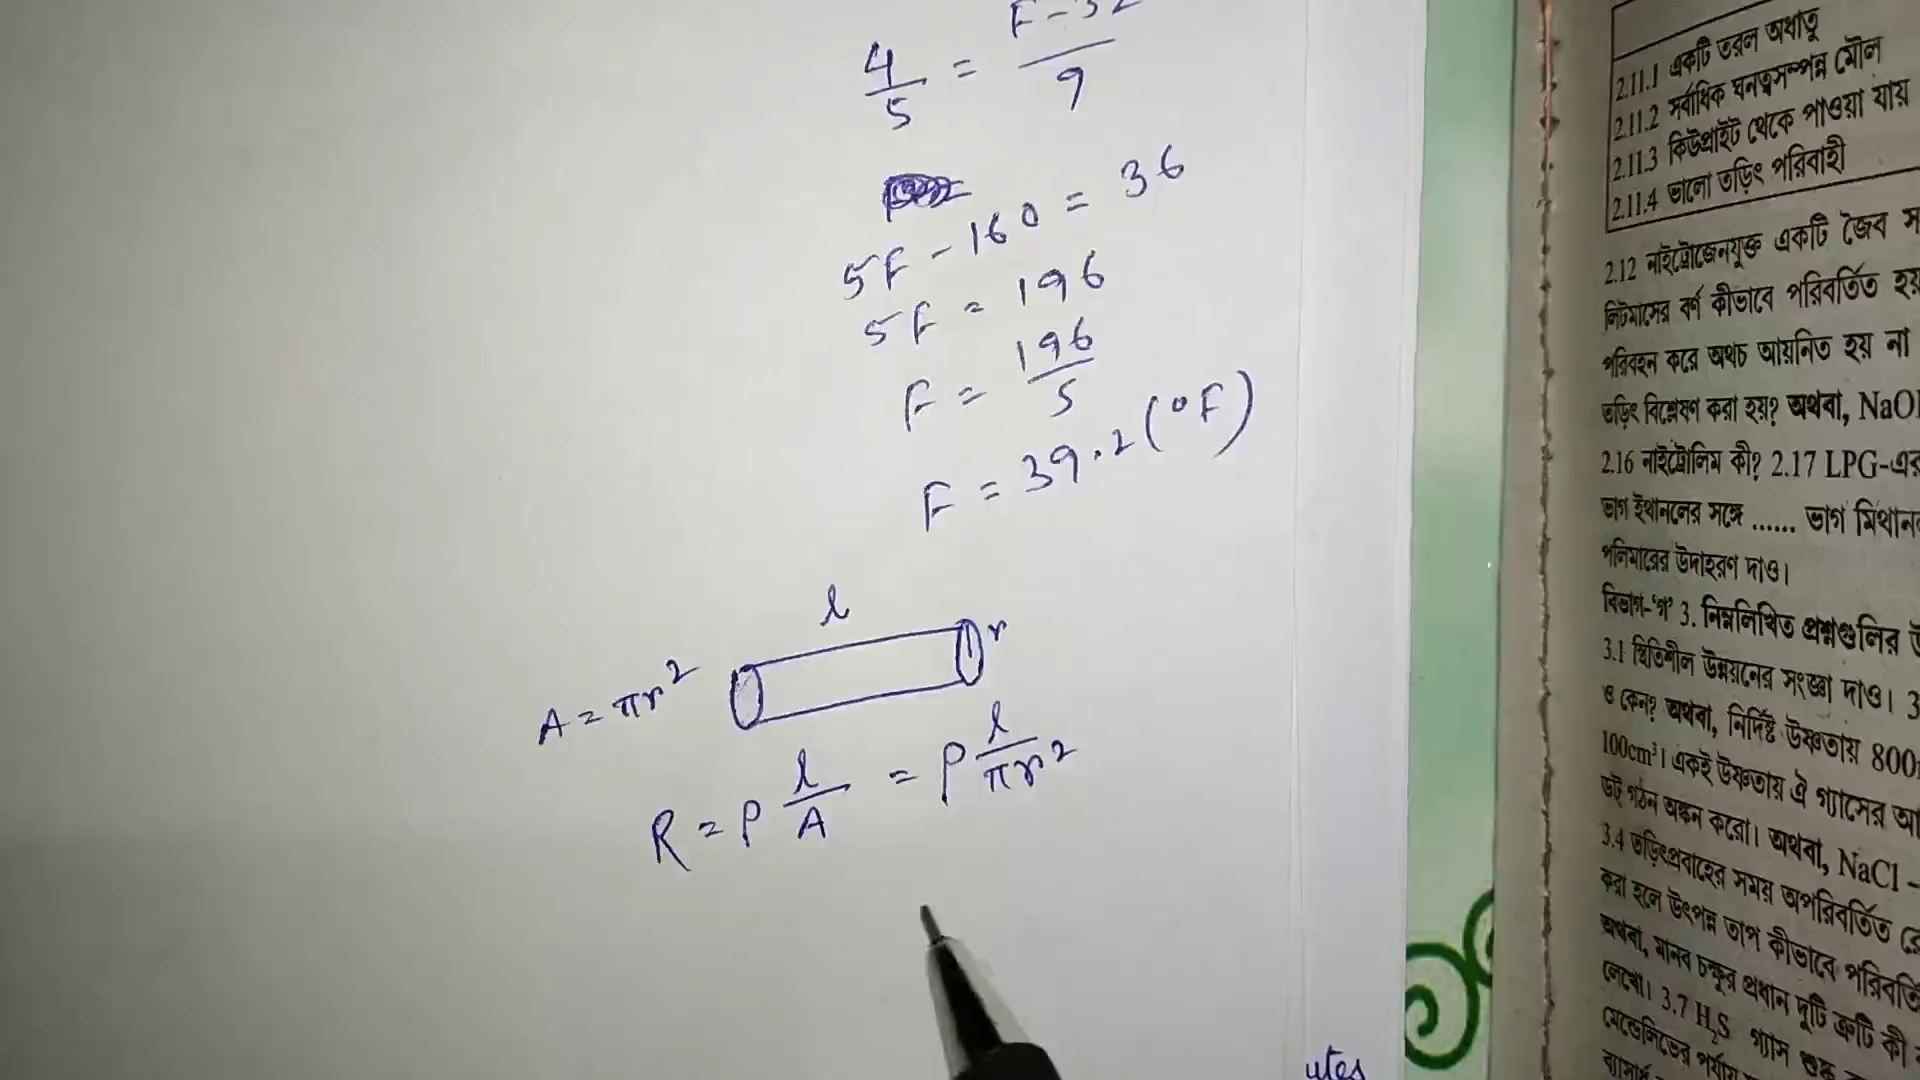 4/5 = F-32/9
5F - 160 = 36
5F = 196
F = 196/5
F = 39.2 (°F)
l
r
A = πr²
R = ρ l/A = ρ l/πr²
utes
2.11.1 একটি তরল অধাতু
2.11.2 সর্বাধিক ঘনত্বসম্পন্ন মৌল
2.11.3 কিউপ্রাইট থেকে পাওয়া যায়
2.11.4 ভালো তড়িৎ পরিবাহী
2.12 নাইট্রোজেনযুক্ত একটি জৈব স
লিটমাসের বর্ণ কীভাবে পরিবর্তিত হয়
পরিবহন করে অথচ আয়নিত হয় না
তড়িৎ বিশ্লেষণ করা হয়? অথবা, NaOH
2.16 নাইট্রোলিম কী? 2.17 LPG-এর
ভাগ ইথানলের সঙ্গে ...... ভাগ মিথানল
পলিমারের উদাহরণ দাও।
বিভাগ-‘গ’ 3. নিম্নলিখিত প্রশ্নগুলির উ
3.1 স্থিতিশীল উন্নয়নের সংজ্ঞা দাও। 3
ও কেন? অথবা, নির্দিষ্ট উষ্ণতায় 800
100cm³। একই উষ্ণতায় ঐ গ্যাসের আ
ডট্ গঠন অঙ্কন করো। অথবা, NaCl -
3.4 তড়িৎপ্রবাহের সময় অপরিবর্তিত রে
করা হলে উৎপন্ন তাপ কীভাবে পরিবর্তি
অথবা, মানব চক্ষুর প্রধান দুটি ত্রুটি কী
লেখো। 3.7 H₂S গ্যাস শুষ্ক
মেন্ডেলিভের পর্যায়